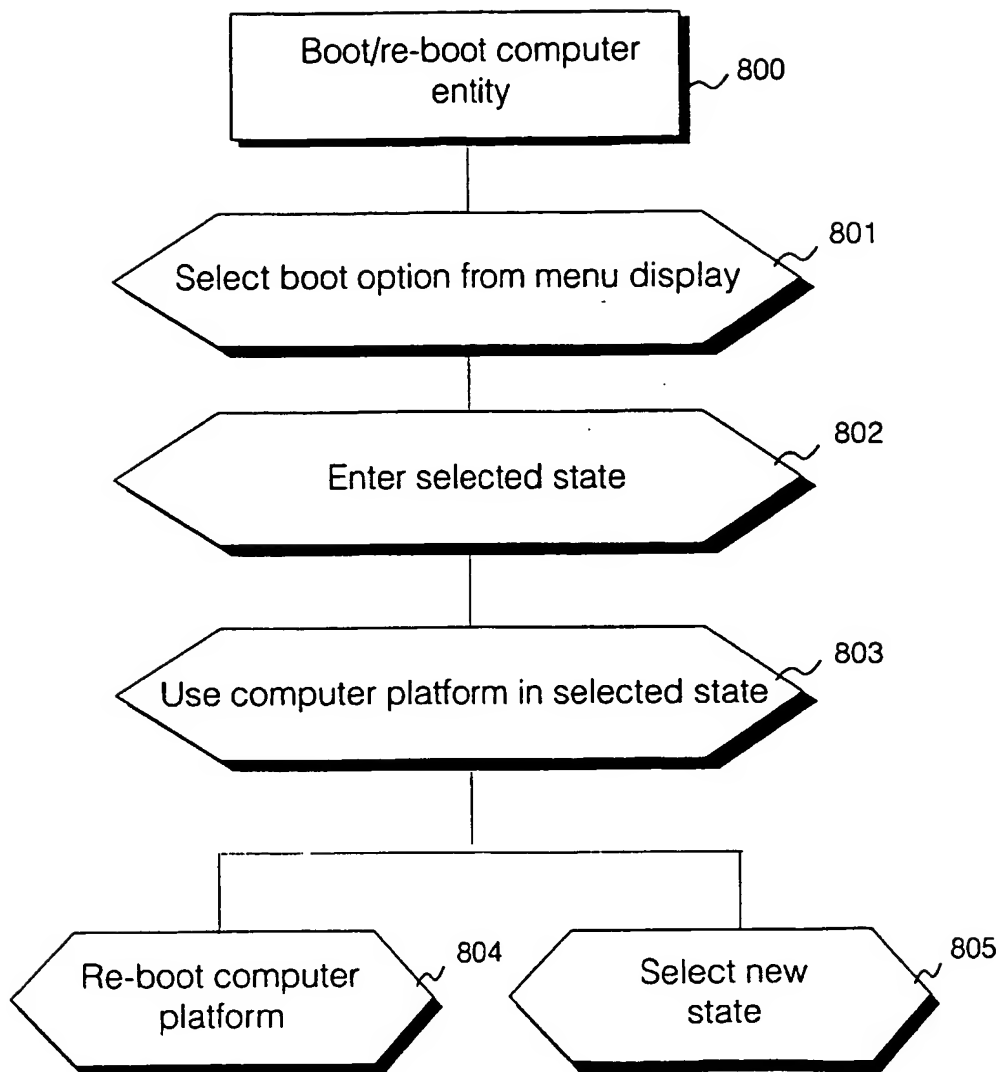 Boot/re-boot computer
entity
800
Select boot option from menu display
801
Enter selected state
802
Use computer platform in selected state
803
Re-boot computer
platform
804
Select new
state
805